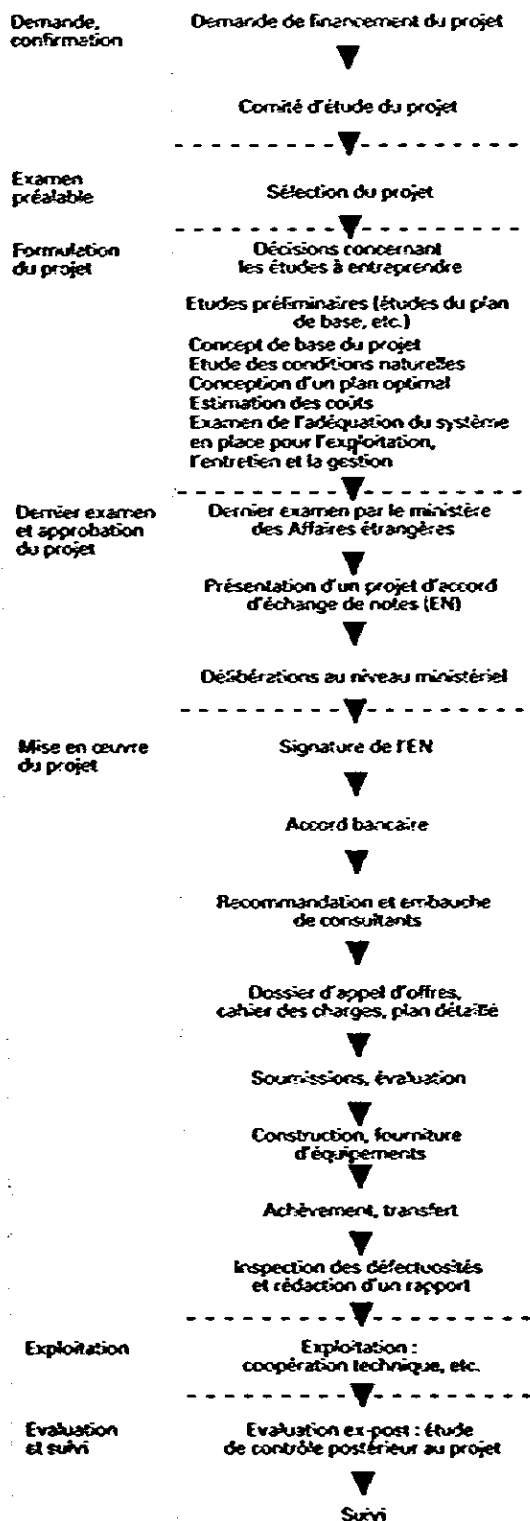 Demande,
confirmation
Demande de financement du projet
Comité d'étude du projet
Examen
préalable
Sélection du projet
Formulation
du projet
Décisions concernant
les études à entreprendre
Etudes préliminaires (études du plan
de base, etc.)
Concept de base du projet
Etude des conditions naturelles
Conception d'un plan optimal
Estimation des coûts
Examen de l'adéquation du système
en place pour l'exploitation,
l'entretien et la gestion
Dernier examen
et approbation
du projet
Dernier examen par le ministère
des Affaires étrangères
Présentation d'un projet d'accord
d'échange de notes (EN)
Délibérations au niveau ministériel
Mise en œuvre
du projet
Signature de l'EN
Accord bancaire
Recommandation et embauche
de consultants
Dossier d'appel d'offres,
cahier des charges, plan détaillé
Soumissions, évaluation
Construction, fourniture
d'équipements
Achèvement, transfert
Inspection des défectuosités
et rédaction d'un rapport
Exploitation
Exploitation :
coopération technique, etc.
Evaluation
et suivi
Evaluation ex-post : étude
de contrôle postérieur au projet
Suivi